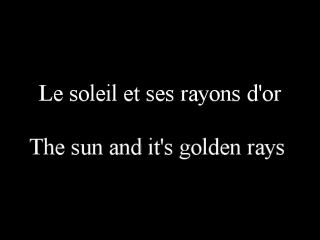 Le soleil et ses rayons d'or
The sun and it's golden rays